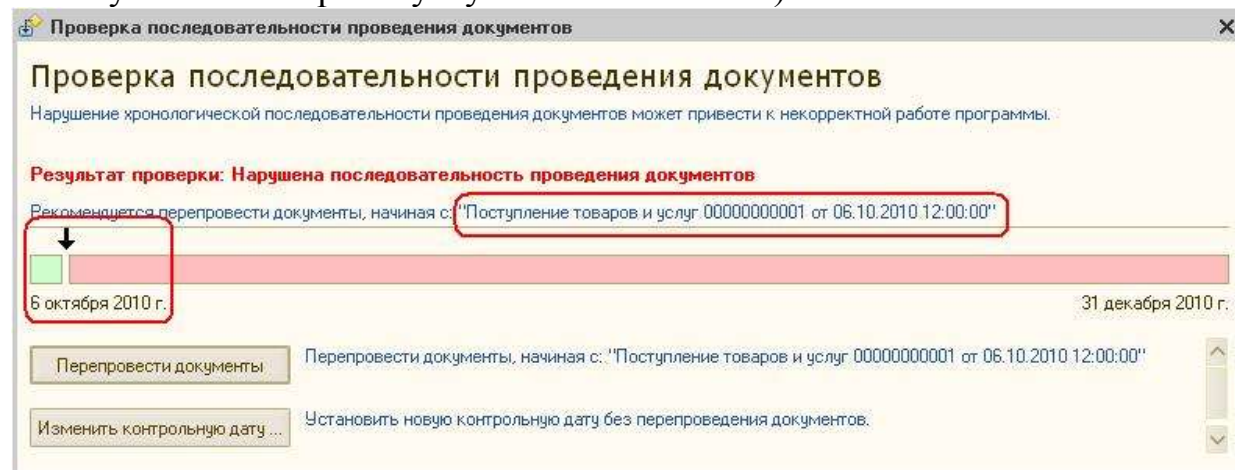 Проверка последовательности проведения документов
Проверка последовательности проведения документов
Нарушение хронологической последовательности проведения документов может привести к некорректной работе программы.
Результат проверки: Нарушена последовательность проведения документов
Рекомендуется перепровести документы, начиная с: "Поступление товаров и услуг 00000000001 от 06.10.2010 12:00:00"
6 октября 2010 г.
31 декабря 2010 г.
Перепровести документы
Перепровести документы, начиная с: "Поступление товаров и услуг 00000000001 от 06.10.2010 12:00:00"
Изменить контрольную дату ...
Установить новую контрольную дату без перепроведения документов.